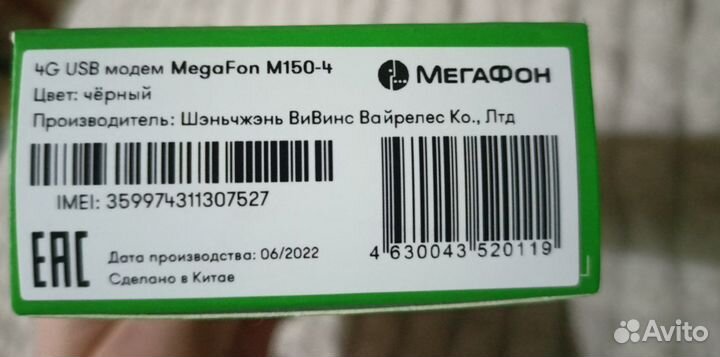 4G USB модем MegaFon M150-4
МЕГАФОН
Цвет: чёрный
Производитель: Шэньчжэнь ВиВинс Вайрелес Ко., Лтд
IMEI: 359974311307527
EAC
Дата производства: 06/2022
Сделано в Китае
4 630043 520119
Avito